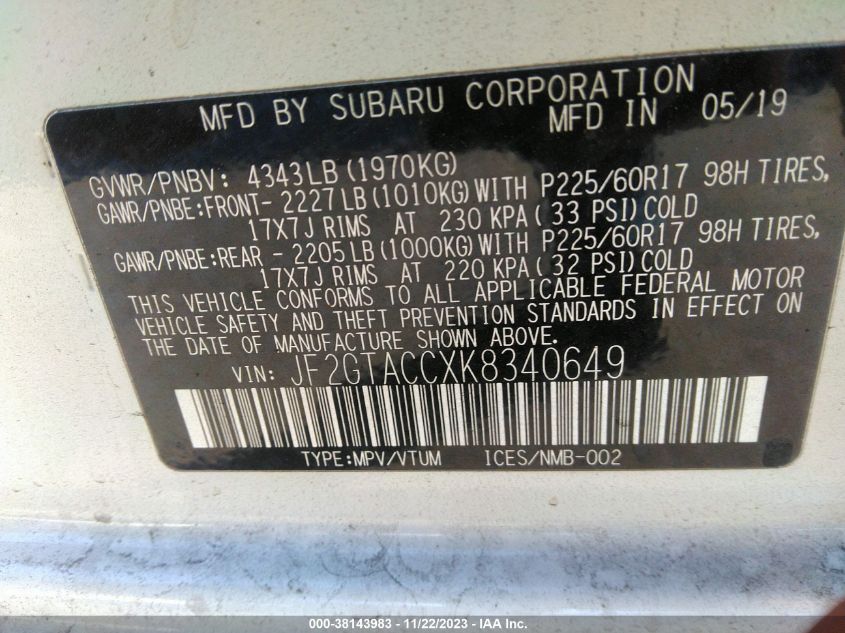 MFD BY SUBARU CORPORATION
MFD IN 05/19
GVWR/PNBV: 4343LB (1970KG)
GAWR/PNBE:FRONT- 2227LB (1010KG) WITH P225/60R17 98H TIRES,
17X7J RIMS AT 230 KPA( 33 PSI) COLD
GAWR/PNBE:REAR - 2205LB (1000KG) WITH P225/60R17 98H TIRES,
17X7J RIMS AT 220 KPA( 32 PSI) COLD
THIS VEHICLE CONFORMS TO ALL APPLICABLE FEDERAL MOTOR
VEHICLE SAFETY AND THEFT PREVENTION STANDARDS IN EFFECT ON
THE DATE OF MANUFACTURE SHOWN ABOVE.
VIN: JF2GTACCXK8340649
TYPE:MPV/VTUM ICES/NMB-002
000-38143983 - 11/22/2023 - IAA Inc.